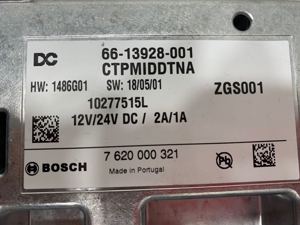 DC 66-13928-001
CTPMIDDTNA
HW: 1486G01 SW: 18/05/01 ZGS001
10277515L
12V/24V DC / 2A/1A
BOSCH 7 620 000 321
Made in Portugal
Pb